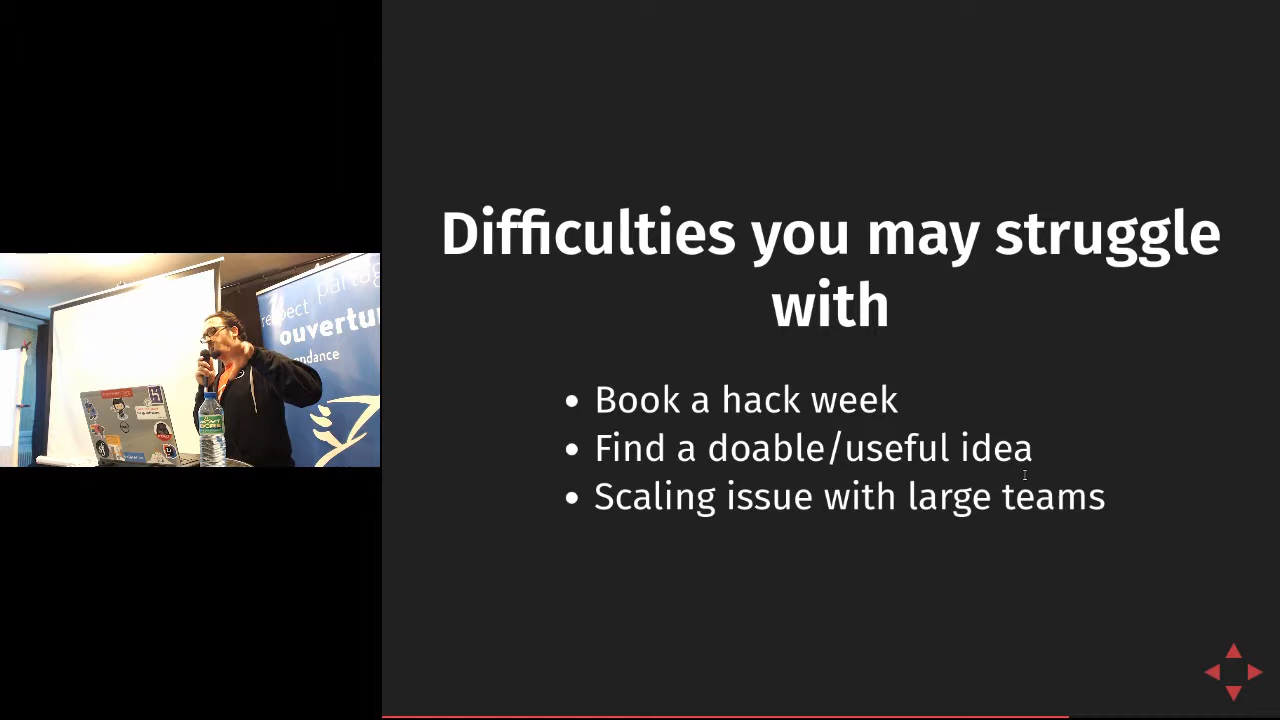 partag
respect
ouvertu
endance
Difficulties you may struggle
with
• Book a hack week
• Find a doable/useful idea
• Scaling issue with large teams